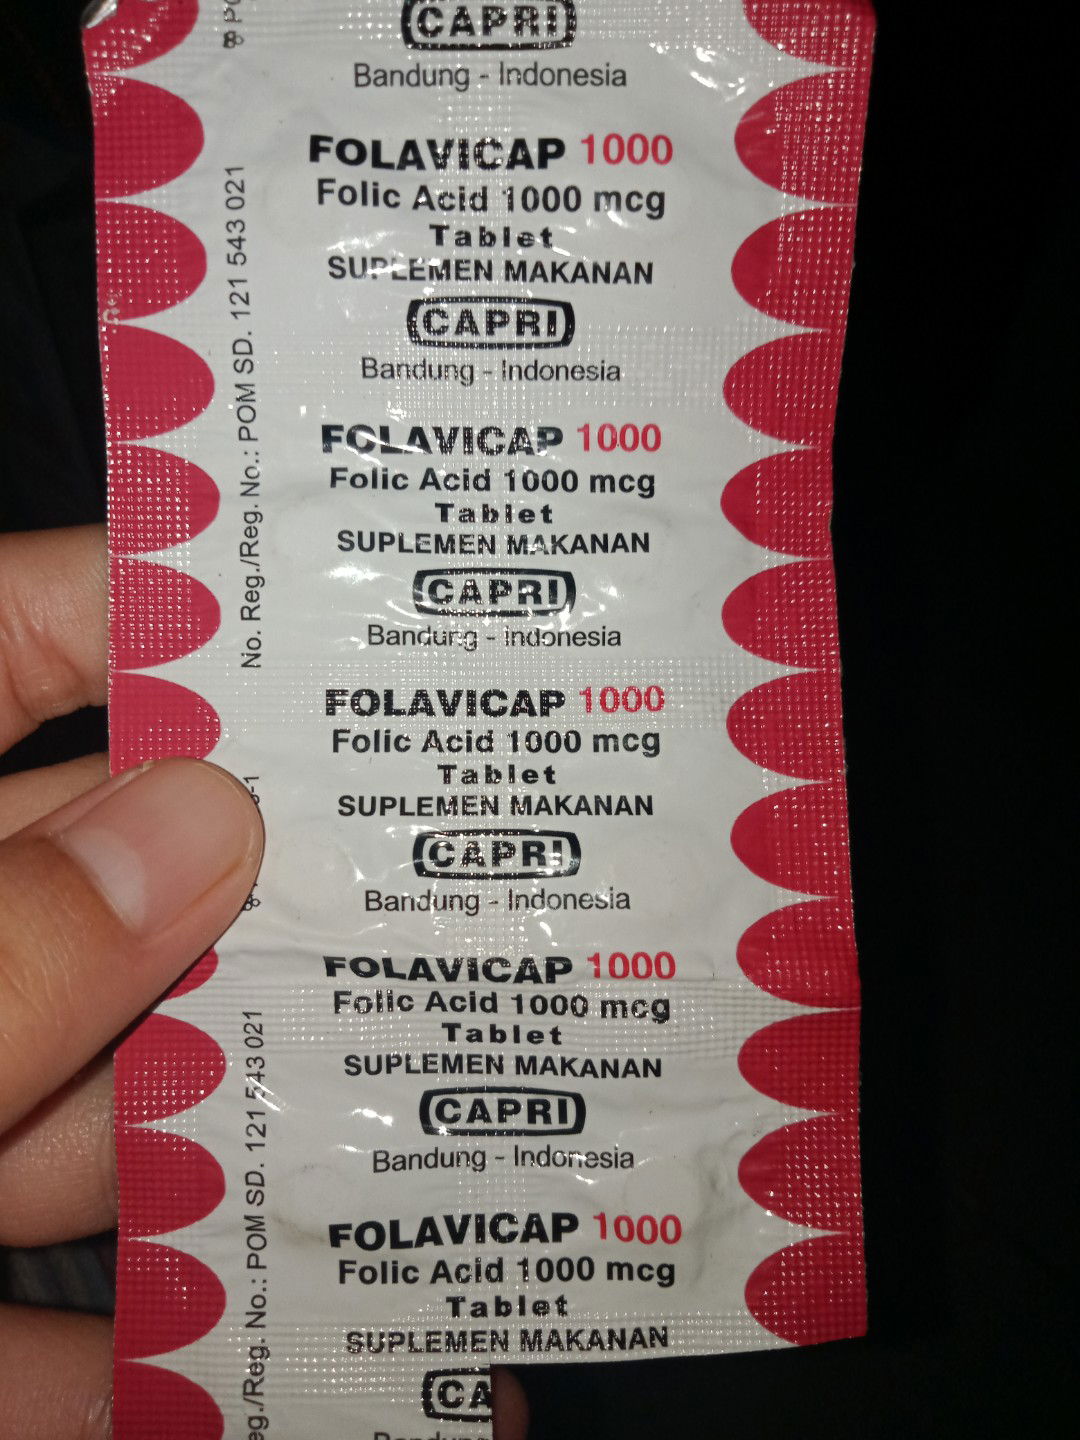 CAPRI
Bandung - Indonesia
FOLAVICAP 1000
Folic Acid 1000 mcg
Tablet
SUPLEMEN MAKANAN
CAPRI
Bandung - Indonesia
FOLAVICAP 1000
Folic Acid 1000 mcg
Tablet
SUPLEMEN MAKANAN
CAPRI
Bandung - Indonesia
FOLAVICAP 1000
Folic Acid 1000 mcg
Tablet
SUPLEMEN MAKANAN
CAPRI
Bandung - Indonesia
FOLAVICAP 1000
Folic Acid 1000 mcg
Tablet
SUPLEMEN MAKANAN
CAPRI
Bandung - Indonesia
FOLAVICAP 1000
Folic Acid 1000 mcg
Tablet
SUPLEMEN MAKANAN
CA
No. Reg./Reg. No.: POM SD. 121 543 021
eg./Reg. No.: POM SD. 121 543 021